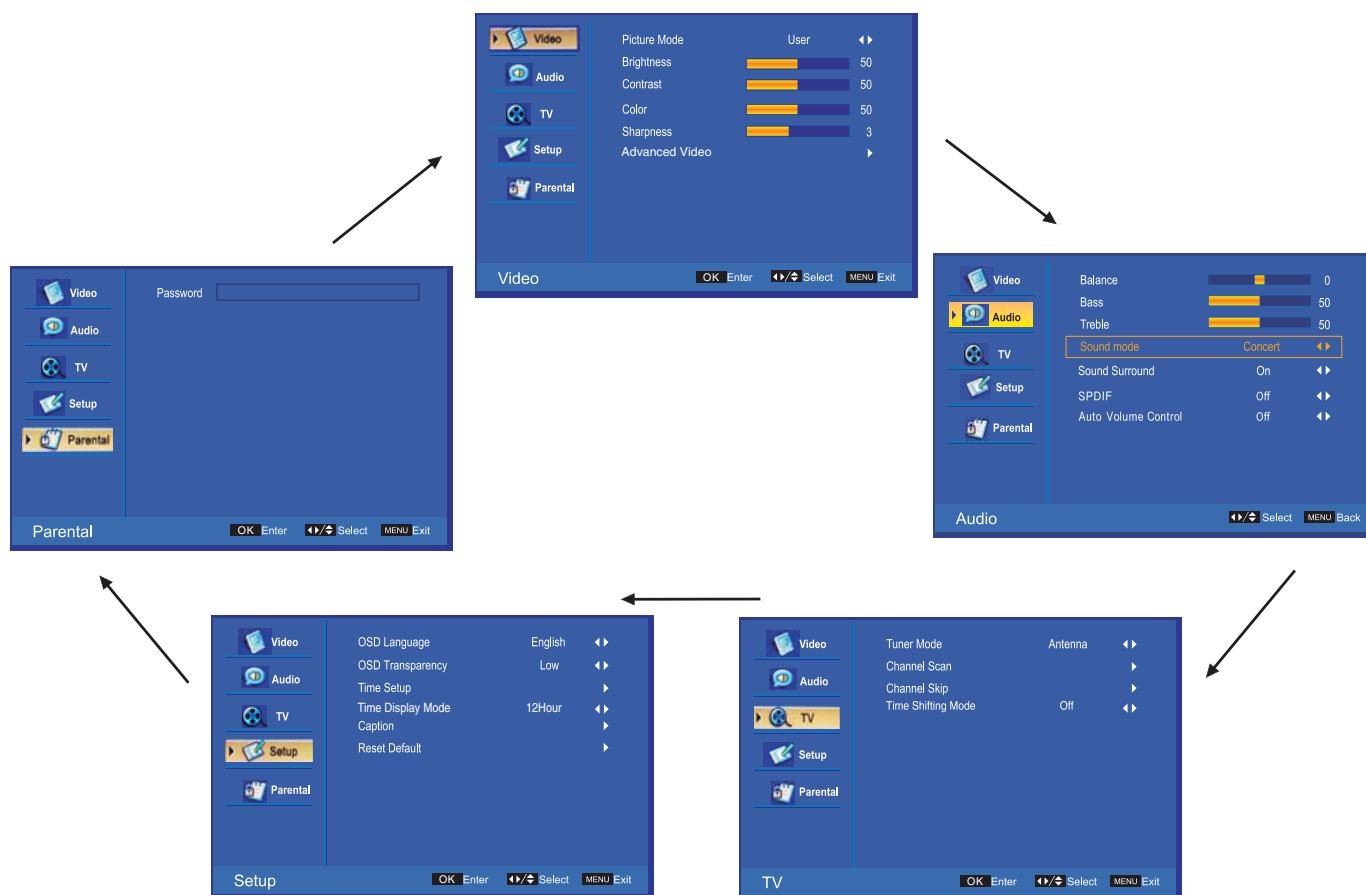 Video
Audio
TV
Setup
Parental
Picture Mode User
Brightness 50
Contrast 50
Color 50
Sharpness 3
Advanced Video
Video OK Enter / Select MENU Exit
Video
Audio
TV
Setup
Parental
Balance 0
Bass 50
Treble 50
Sound mode Concert
Sound Surround On
SPDIF Off
Auto Volume Control Off
Audio / Select MENU Back
Video
Audio
TV
Setup
Parental
Tuner Mode Antenna
Channel Scan
Channel Skip
Time Shifting Mode Off
TV OK Enter / Select MENU Exit
Video
Audio
TV
Setup
Parental
OSD Language English
OSD Transparency Low
Time Setup
Time Display Mode 12Hour
Caption
Reset Default
Setup OK Enter / Select MENU Exit
Video
Audio
TV
Setup
Parental
Password
Parental OK Enter / Select MENU Exit